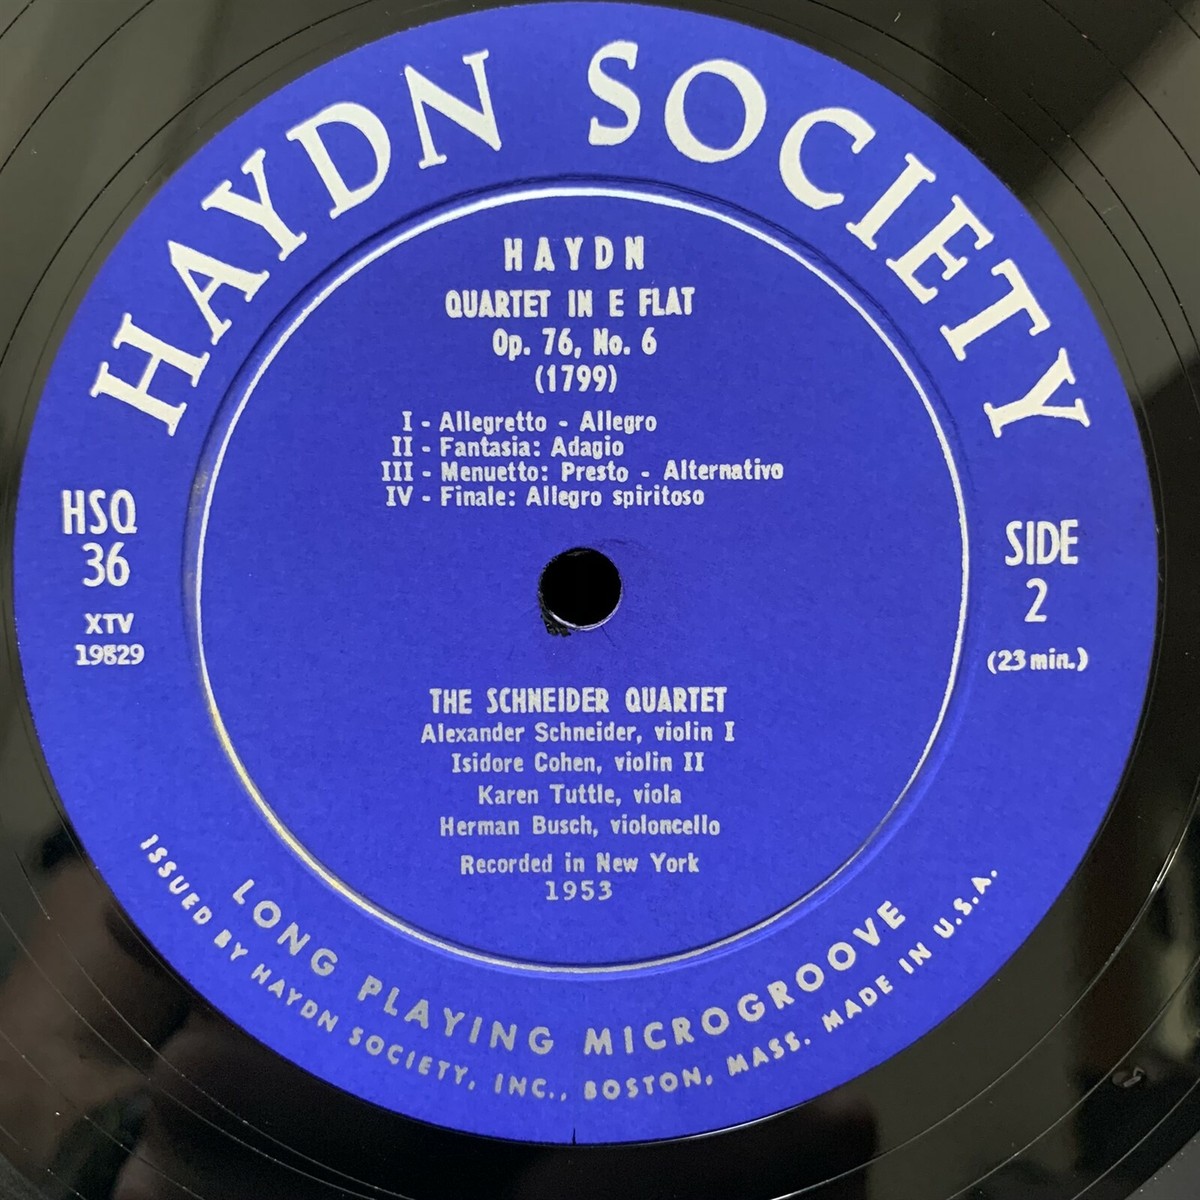 HAYDN SOCIETY
HAYDN
QUARTET IN E FLAT
Op. 76, No. 6
(1799)
I - Allegretto - Allegro
II - Fantasia: Adagio
III - Menuetto: Presto - Alternativo
IV - Finale: Allegro spiritoso
HSQ
36
XTV
19829
SIDE
2
(23 min.)
THE SCHNEIDER QUARTET
Alexander Schneider, violin I
Isidore Cohen, violin II
Karen Tuttle, viola
Herman Busch, violoncello
Recorded in New York
1953
LONG PLAYING MICROGROOVE
ISSUED BY HAYDN SOCIETY, INC., BOSTON, MASS. MADE IN U.S.A.